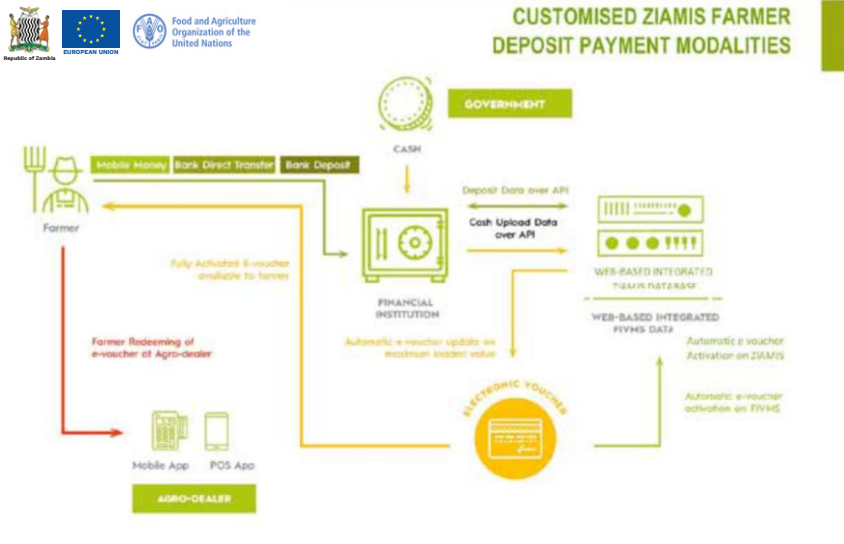 Republic of Zambia
EUROPEAN UNION
FAO
Food and Agriculture
Organization of the
United Nations
CUSTOMISED ZIAMIS FARMER
DEPOSIT PAYMENT MODALITIES
GOVERNMENT
CASH
Mobile Money
Bank Direct Transfer
Bank Deposit
Farmer
Deposit Data over API
Cash Upload Data
over API
Fully Activated E-voucher
available to farmer
FINANCIAL
INSTITUTION
WEB-BASED INTEGRATED
ZIAMIS DATABASE
WEB-BASED INTEGRATED
FIVMS DATA
Farmer Redeeming of
e-voucher at Agro-dealer
Automatic e-voucher update on
maximum loaded value
Automatic e voucher
Activation on ZIAMIS
ELECTRONIC VOUCHER
Automatic e-voucher
activation on FIVMS
Mobile App
POS App
AGRO-DEALER